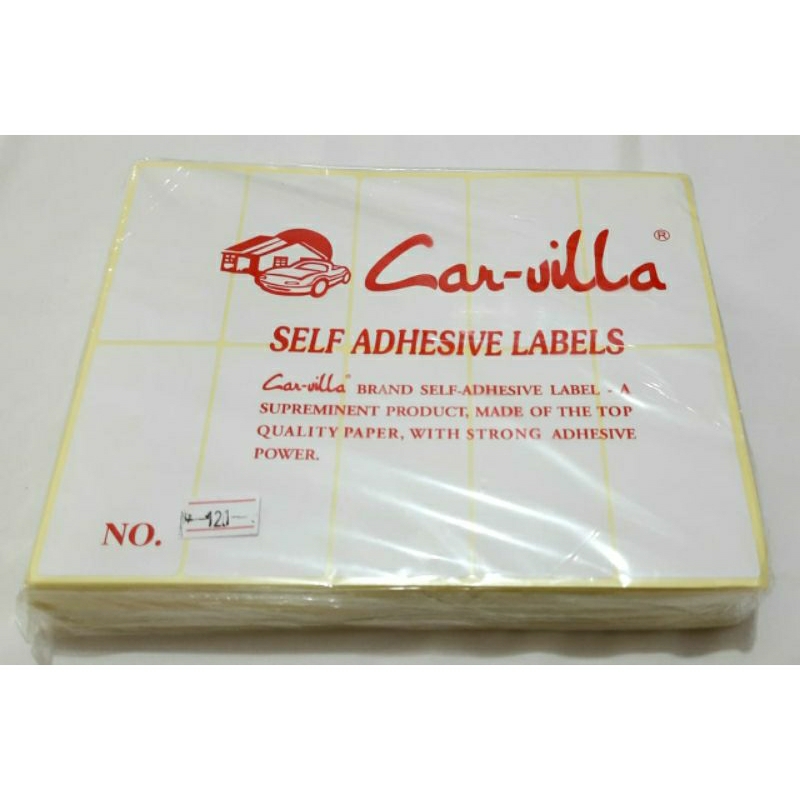 Car-villa ®
SELF ADHESIVE LABELS
Car-villa BRAND SELF-ADHESIVE LABEL - A
SUPREMINENT PRODUCT, MADE OF THE TOP
QUALITY PAPER, WITH STRONG ADHESIVE
POWER.
NO.